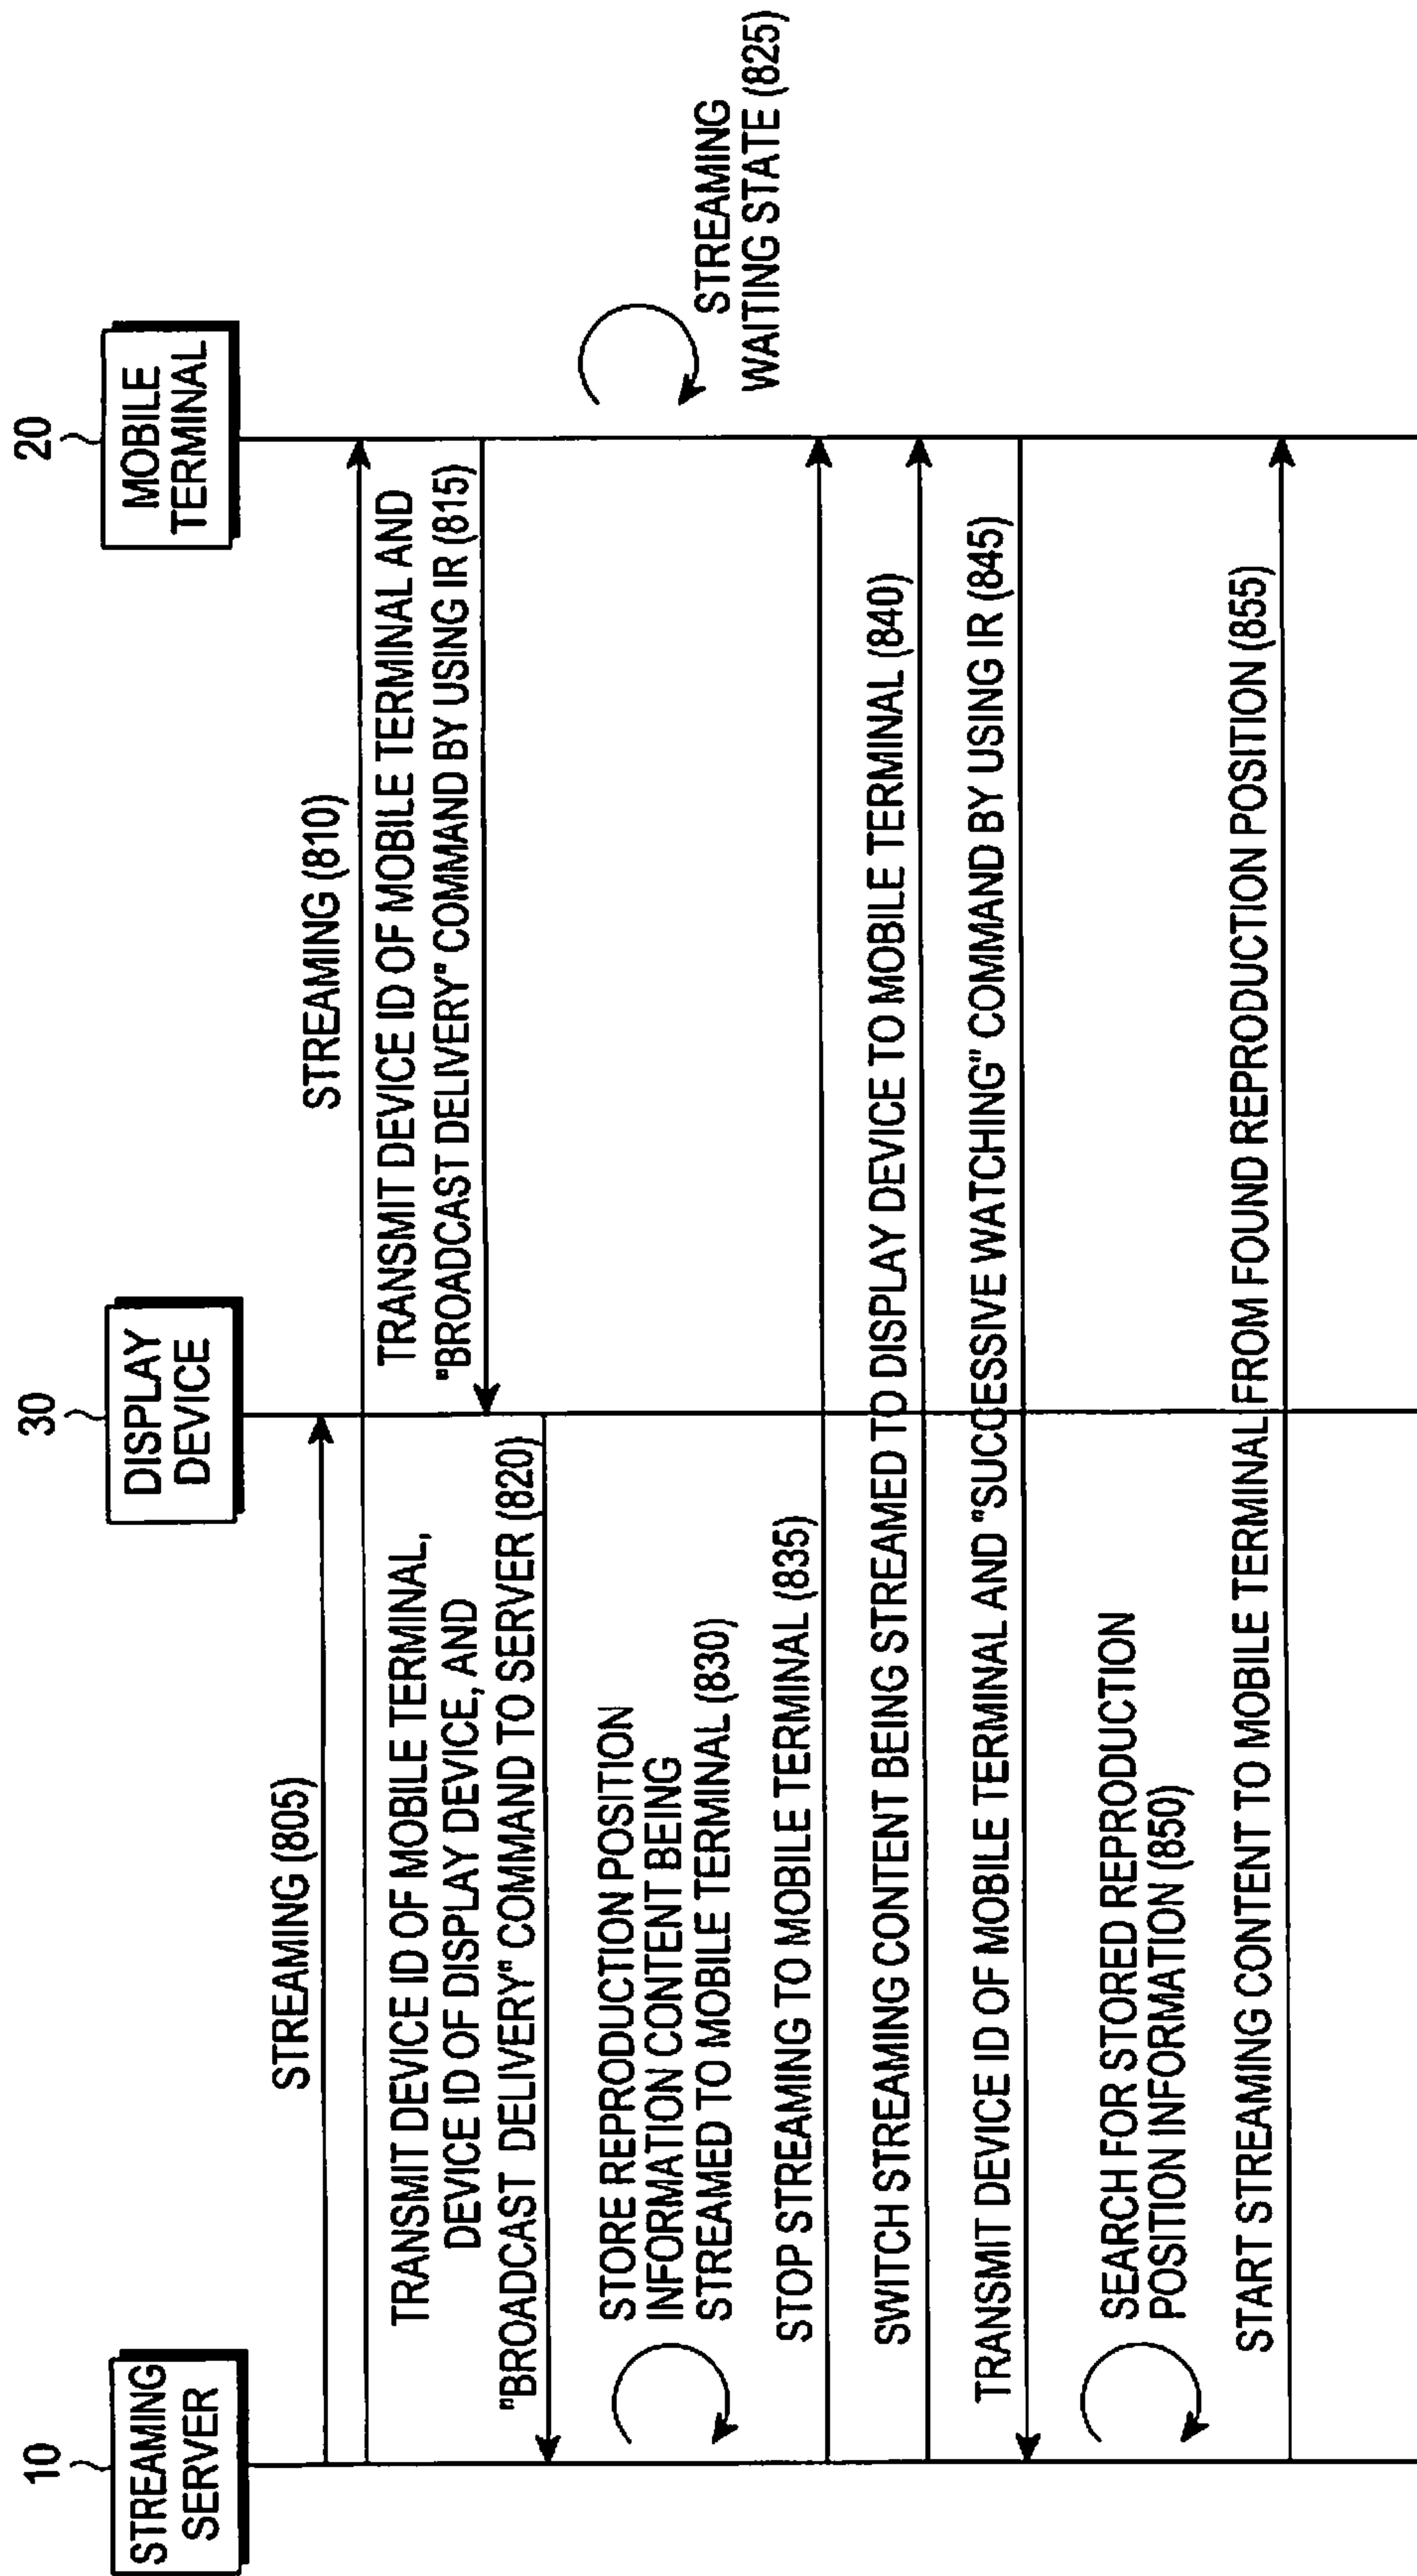 10
STREAMING
SERVER
30
DISPLAY
DEVICE
20
MOBILE
TERMINAL
STREAMING (805)
STREAMING (810)
TRANSMIT DEVICE ID OF MOBILE TERMINAL AND
"BROADCAST DELIVERY" COMMAND BY USING IR (815)
TRANSMIT DEVICE ID OF MOBILE TERMINAL,
DEVICE ID OF DISPLAY DEVICE, AND
"BROADCAST DELIVERY" COMMAND TO SERVER (820)
STREAMING
WAITING STATE (825)
STORE REPRODUCTION POSITION
INFORMATION CONTENT BEING
STREAMED TO MOBILE TERMINAL (830)
STOP STREAMING TO MOBILE TERMINAL (835)
SWITCH STREAMING CONTENT BEING STREAMED TO DISPLAY DEVICE TO MOBILE TERMINAL (840)
TRANSMIT DEVICE ID OF MOBILE TERMINAL AND "SUCCESSIVE WATCHING" COMMAND BY USING IR (845)
SEARCH FOR STORED REPRODUCTION
POSITION INFORMATION (850)
START STREAMING CONTENT TO MOBILE TERMINAL FROM FOUND REPRODUCTION POSITION (855)